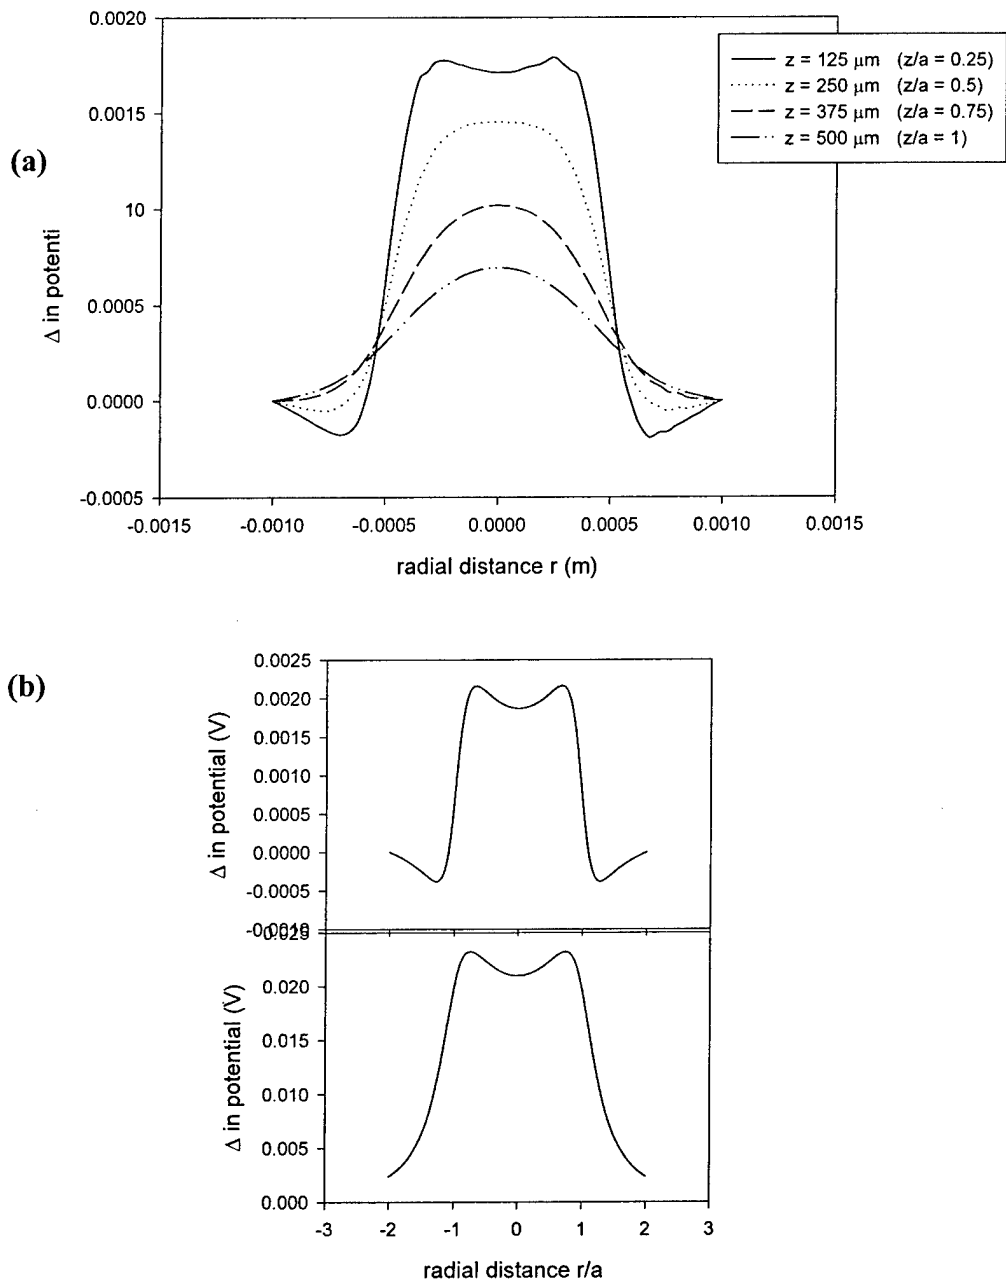 (a)
0.0020
0.0015
10
0.0005
0.0000
-0.0005
Δ in potenti
z = 125 μm (z/a = 0.25)
z = 250 μm (z/a = 0.5)
z = 375 μm (z/a = 0.75)
z = 500 μm (z/a = 1)
-0.0015 -0.0010 -0.0005 0.0000 0.0005 0.0010 0.0015
radial distance r (m)
(b)
0.0025
0.0020
0.0015
0.0010
0.0005
0.0000
-0.0005
-0.0010
Δ in potential (V)
0.025
0.020
0.015
0.010
0.005
0.000
Δ in potential (V)
-3 -2 -1 0 1 2 3
radial distance r/a